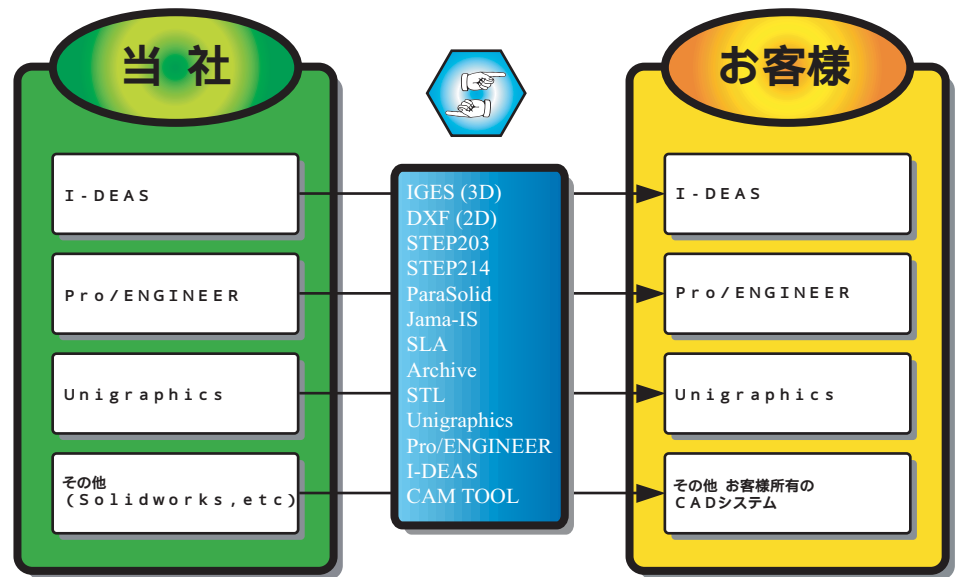 当 社
I-DEAS
Pro/ENGINEER
Unigraphics
その他
(Solidworks,etc)
IGES (3D)
DXF (2D)
STEP203
STEP214
ParaSolid
Jama-IS
SLA
Archive
STL
Unigraphics
Pro/ENGINEER
I-DEAS
CAM TOOL
お客様
I-DEAS
Pro/ENGINEER
Unigraphics
その他 お客様所有の
CADシステム